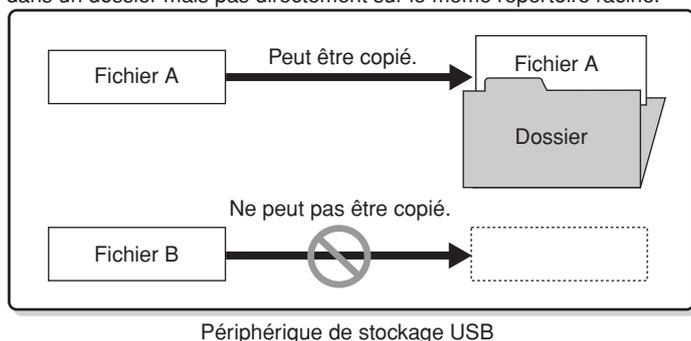 dans un dossier mais pas directement sur le même répertoire racine.
Peut être copié.
Fichier A
Fichier A
Dossier
Ne peut pas être copié.
Fichier B
Périphérique de stockage USB